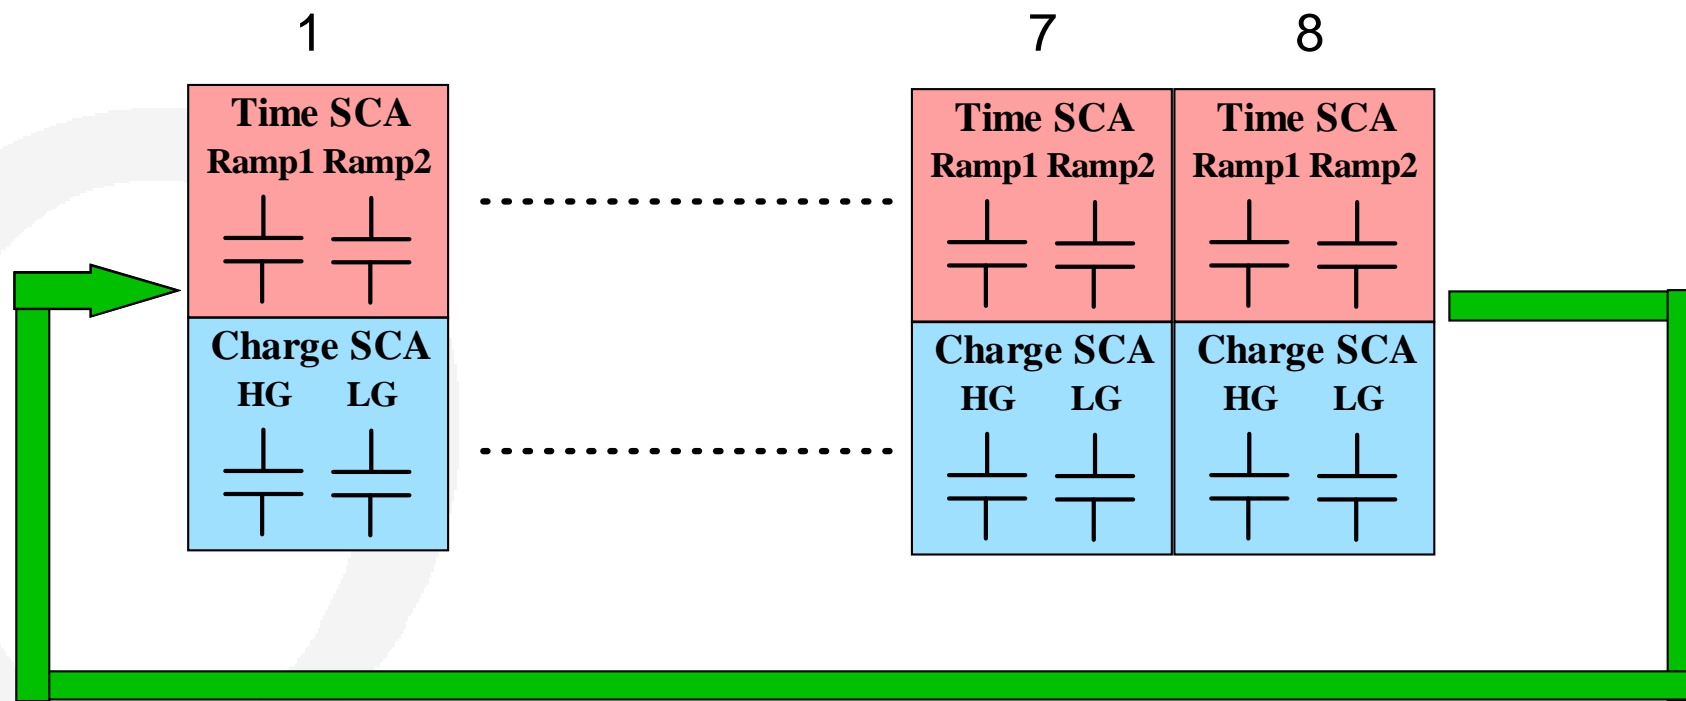 1 7 8
Time SCA Time SCA Time SCA
Ramp1 Ramp2 Ramp1 Ramp2 Ramp1 Ramp2
Charge SCA Charge SCA Charge SCA
HG LG HG LG HG LG